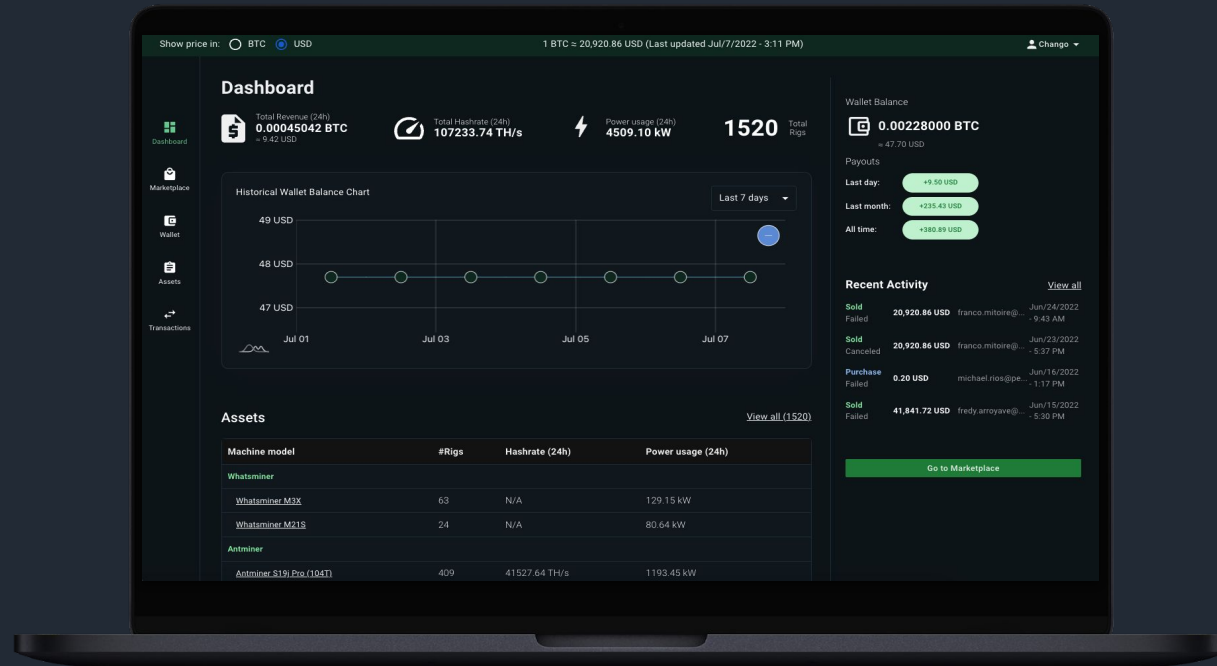 Show price in: BTC USD
1 BTC ≈ 20,920.86 USD (Last updated Jul/7/2022 - 3:11 PM)
Chango
Dashboard
Marketplace
Wallet
Assets
Transactions
Dashboard
Total Revenue (24h)
0.00045042 BTC
≈ 9.42 USD
Total Hashrate (24h)
107233.74 TH/s
Power usage (24h)
4509.10 kW
1520 Total
Rigs
Historical Wallet Balance Chart
Last 7 days
49 USD
48 USD
47 USD
Jul 01 Jul 03 Jul 05 Jul 07
Assets
View all (1520)
Machine model #Rigs Hashrate (24h) Power usage (24h)
Whatsminer
Whatsminer M3X 63 N/A 129.15 kW
Whatsminer M21S 24 N/A 80.64 kW
Antminer
Antminer S19j Pro (104T) 409 41527.64 TH/s 1193.45 kW
Wallet Balance
0.00228000 BTC
≈ 47.70 USD
Payouts
Last day: +9.50 USD
Last month: +235.43 USD
All time: +380.89 USD
Recent Activity
View all
Sold
Failed
20,920.86 USD franco.mitoire@...
Jun/24/2022
- 9:43 AM
Sold
Canceled
20,920.86 USD franco.mitoire@...
Jun/23/2022
- 5:37 PM
Purchase
Failed
0.20 USD michael.rios@pe...
Jun/16/2022
- 1:17 PM
Sold
Failed
41,841.72 USD fredy.arroyave@...
Jun/15/2022
- 5:30 PM
Go to Marketplace